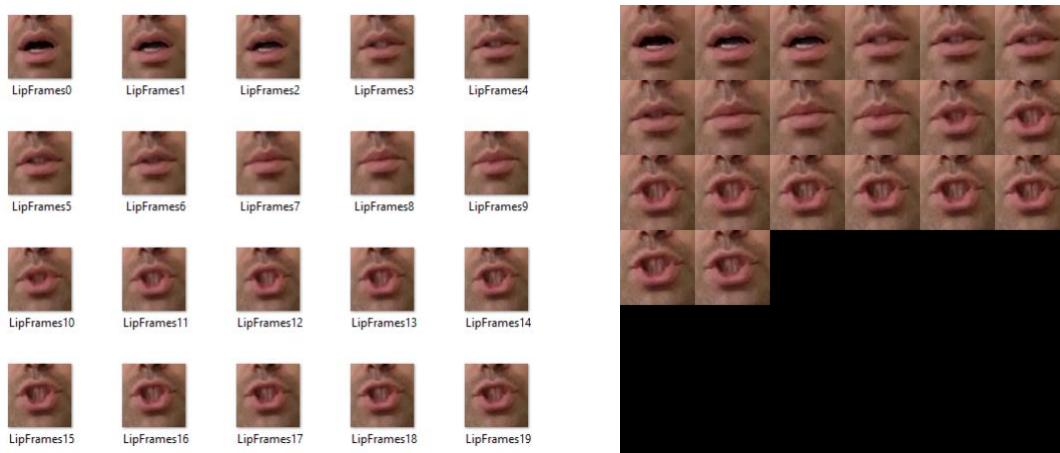 LipFrames0 LipFrames1 LipFrames2 LipFrames3 LipFrames4
LipFrames5 LipFrames6 LipFrames7 LipFrames8 LipFrames9
LipFrames10 LipFrames11 LipFrames12 LipFrames13 LipFrames14
LipFrames15 LipFrames16 LipFrames17 LipFrames18 LipFrames19